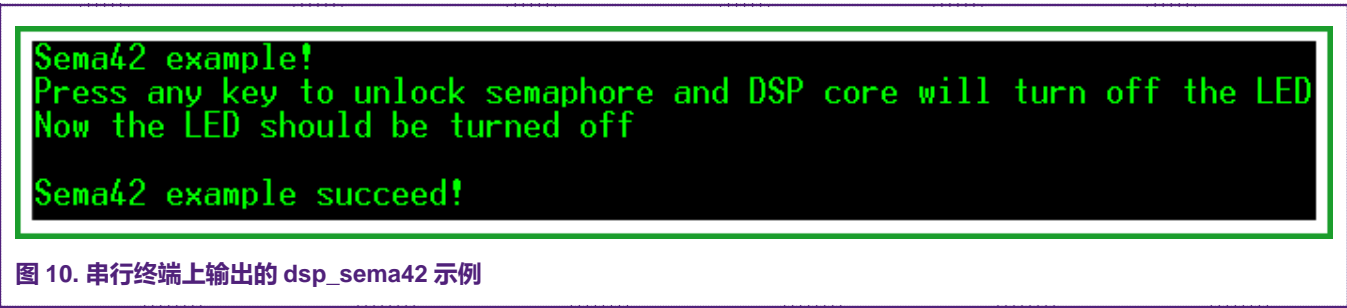 Sema42 example!
Press any key to unlock semaphore and DSP core will turn off the LED
Now the LED should be turned off
Sema42 example succeed!
图 10. 串行终端上输出的 dsp_sema42 示例